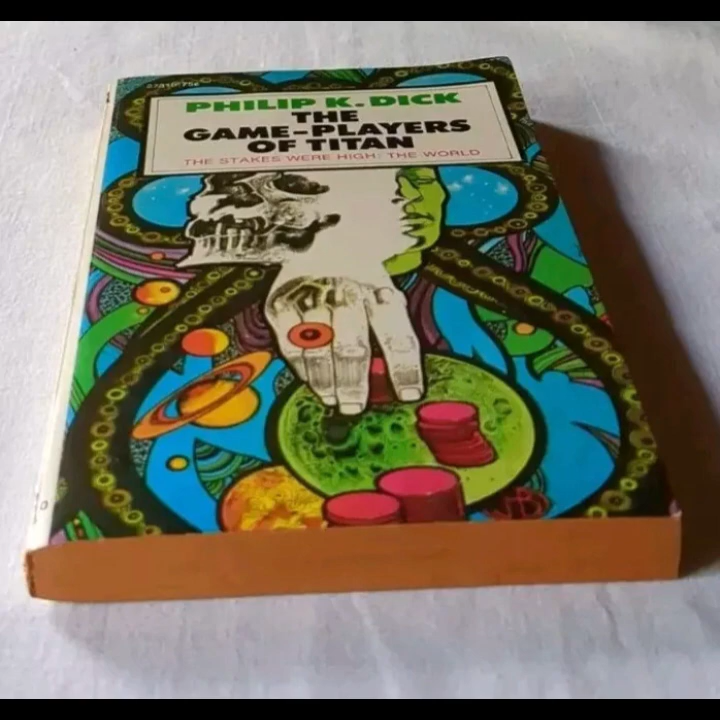 PHILIP K. DICK
THE
GAME-PLAYERS
OF TITAN
THE STAKES WERE HIGH: THE WORLD